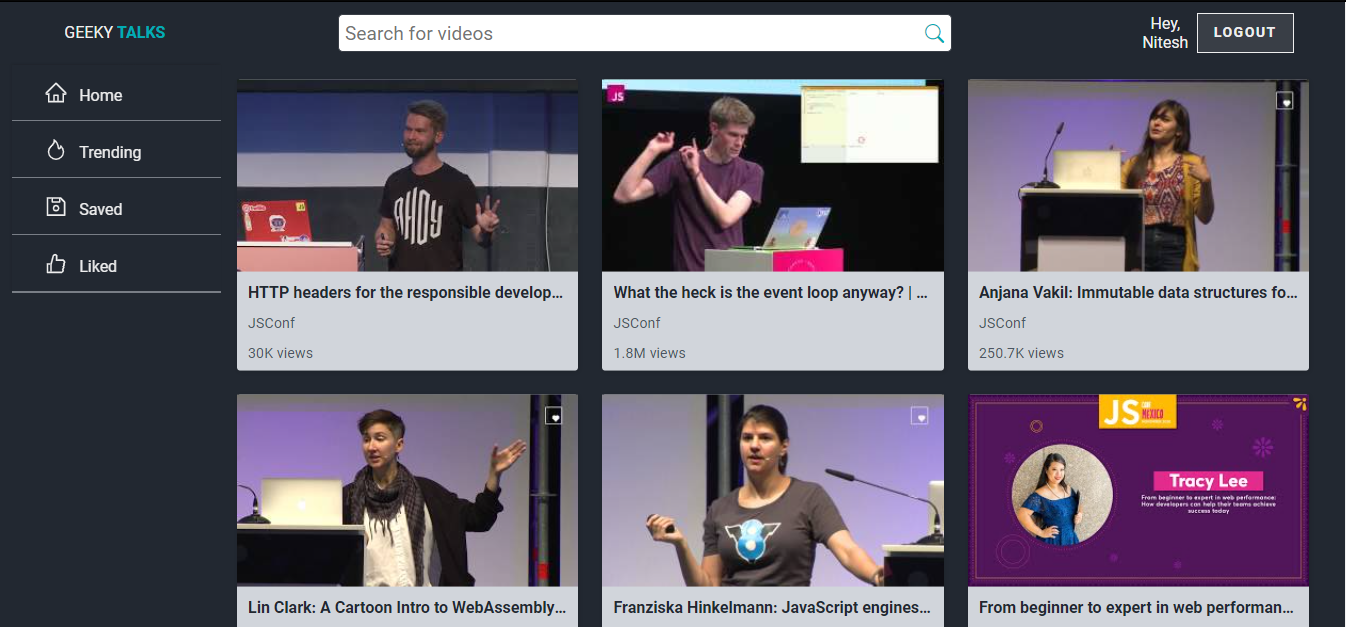 GEEKY TALKS
Search for videos
Hey,
Nitesh
LOGOUT
Home
Trending
Saved
Liked
JS
AHOY
HTTP headers for the responsible develop...
JSConf
30K views
What the heck is the event loop anyway? | ...
JSConf
1.8M views
Anjana Vakil: Immutable data structures fo...
JSConf
250.7K views
JS
CONF
MEXICO
Tracy Lee
From beginner to expert in web performance:
How developers can help their teams achieve
success today
Lin Clark: A Cartoon Intro to WebAssembly...
Franziska Hinkelmann: JavaScript engines...
From beginner to expert in web performan...